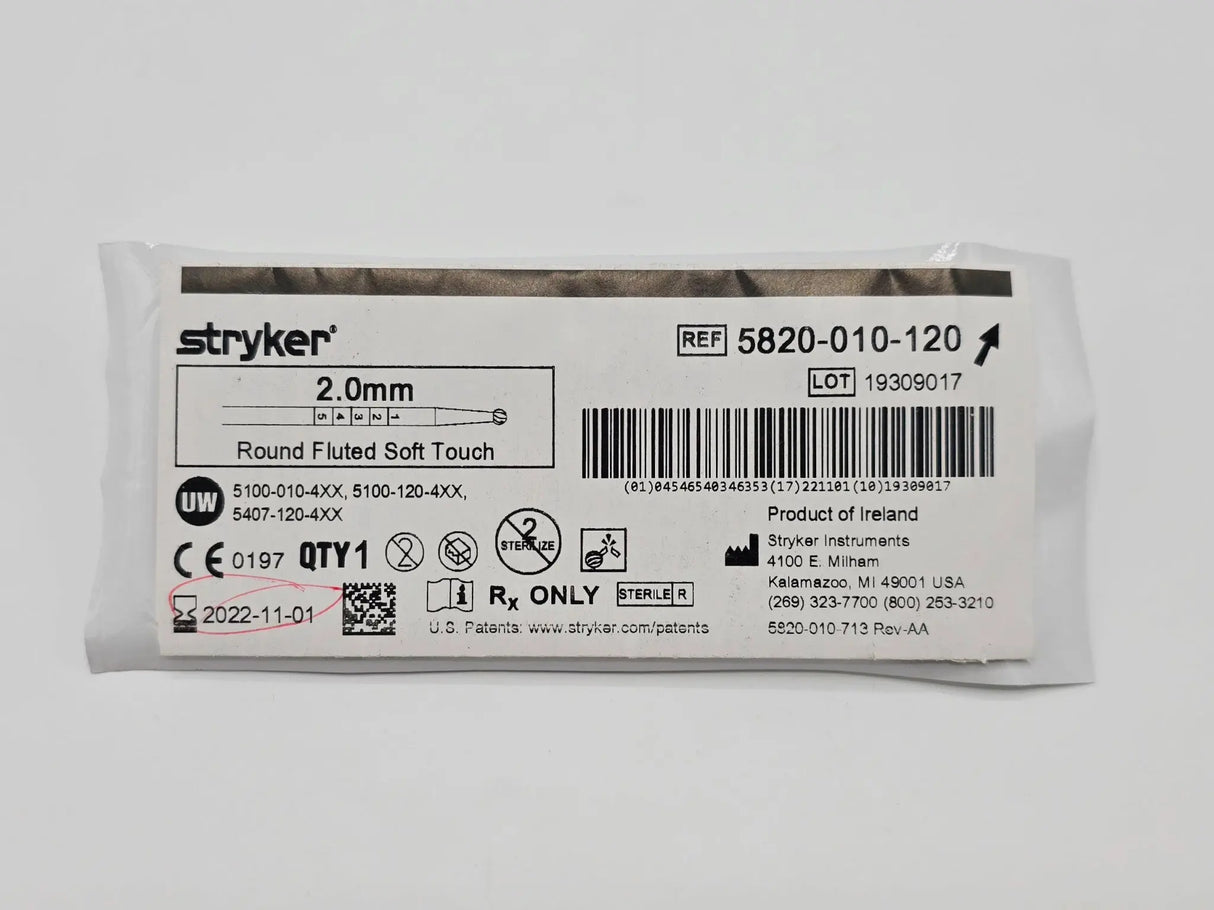 stryker®
REF 5820-010-120
LOT 19309017
2.0mm
5 4 3 2 1
Round Fluted Soft Touch
(01)04546540346353(17)221101(10)19309017
UW 5100-010-4XX, 5100-120-4XX,
5407-120-4XX
CE 0197 QTY 1
2
2
STERILIZE
2022-11-01
i Rx ONLY STERILE R
U.S. Patents: www.stryker.com/patents
Product of Ireland
Stryker Instruments
4100 E. Milham
Kalamazoo, MI 49001 USA
(269) 323-7700 (800) 253-3210
5820-010-713 Rev-AA